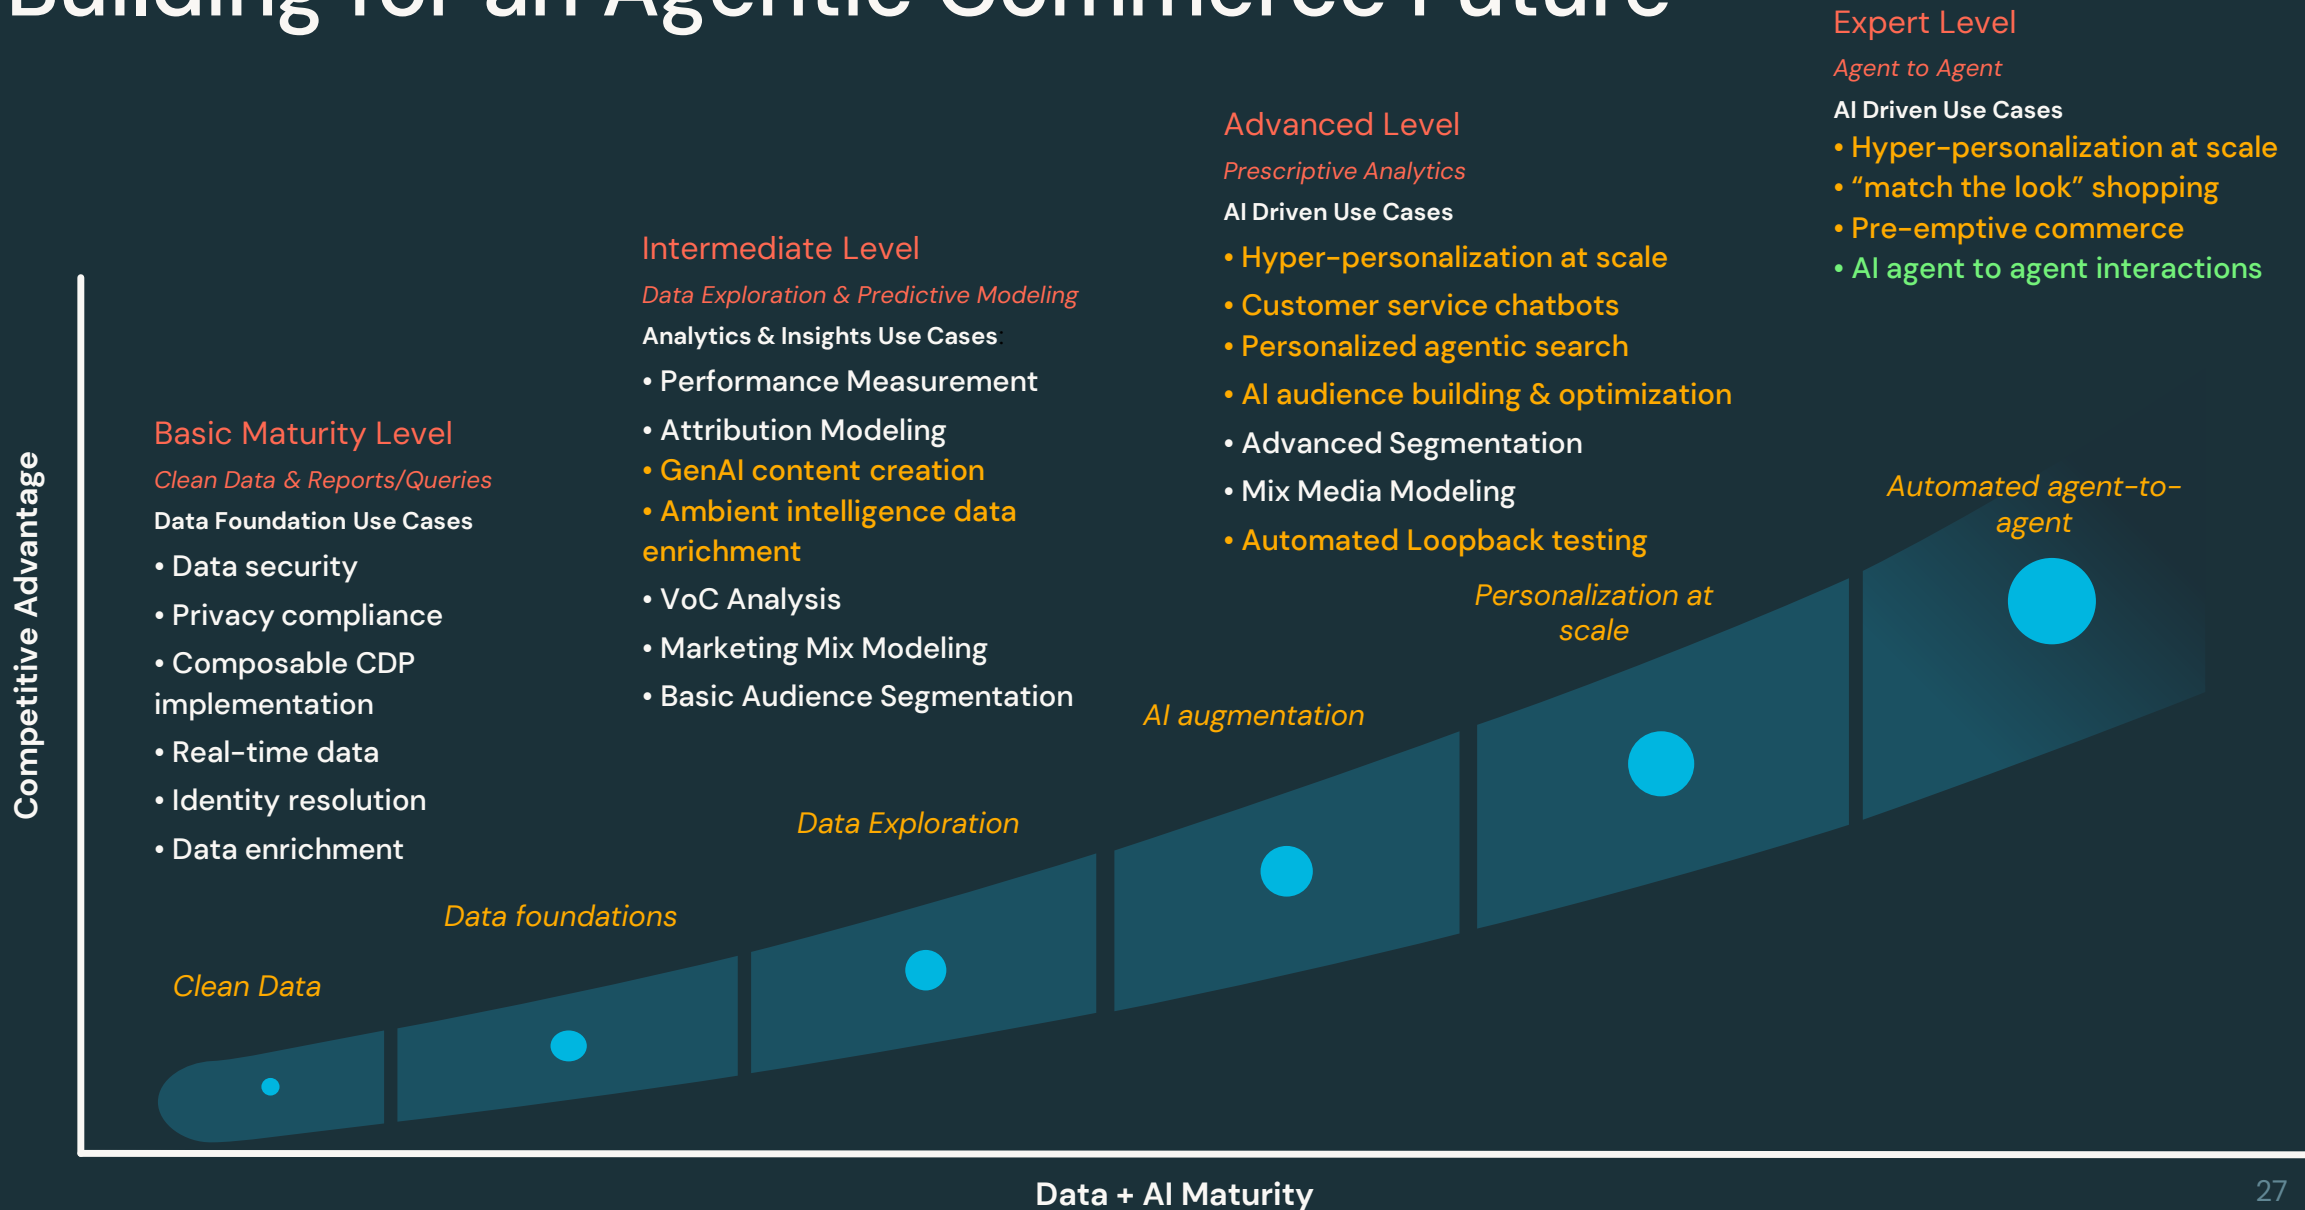 Building for an Agentic Commerce Future
Expert Level
Agent to Agent
AI Driven Use Cases
• Hyper-personalization at scale
• “match the look” shopping
• Pre-emptive commerce
• AI agent to agent interactions
Advanced Level
Prescriptive Analytics
AI Driven Use Cases
• Hyper-personalization at scale
• Customer service chatbots
• Personalized agentic search
• AI audience building & optimization
• Advanced Segmentation
• Mix Media Modeling
• Automated Loopback testing
Intermediate Level
Data Exploration & Predictive Modeling
Analytics & Insights Use Cases:
• Performance Measurement
• Attribution Modeling
• GenAI content creation
• Ambient intelligence data
enrichment
• VoC Analysis
• Marketing Mix Modeling
• Basic Audience Segmentation
Basic Maturity Level
Clean Data & Reports/Queries
Data Foundation Use Cases
• Data security
• Privacy compliance
• Composable CDP
implementation
• Real-time data
• Identity resolution
• Data enrichment
Competitive Advantage
Clean Data
Data foundations
Data Exploration
AI augmentation
Personalization at
scale
Automated agent-to-
agent
Data + AI Maturity
27